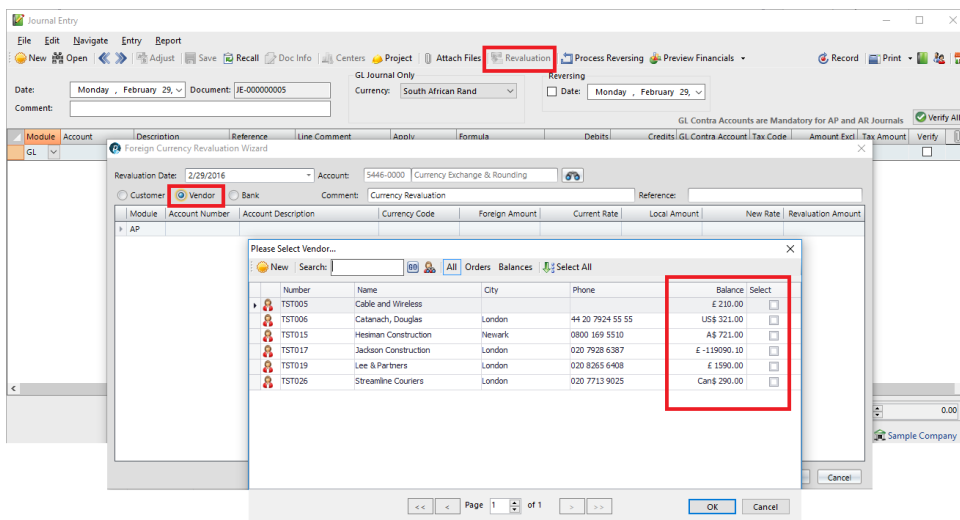 Journal Entry
File Edit Navigate Entry Report
New Open Adjust Save Recall Doc Info Centers Project Attach Files Revaluation Process Reversing Preview Financials Record Print
GL Journal Only Reversing
Date: Monday , February 29, Document: JE-000000005 Currency: South African Rand Date: Monday , February 29,
Comment:
GL Contra Accounts are Mandatory for AP and AR Journals Verify All
Module Account Description Reference Line Comment Apply Formula Debits Credits GL Contra Account Tax Code Amount Excl Tax Amount Verify
GL
Foreign Currency Revaluation Wizard
Revaluation Date: 2/29/2016 Account: 5446-0000 Currency Exchange & Rounding
Customer Vendor Bank Comment: Currency Revaluation Reference:
Module Account Number Account Description Currency Code Foreign Amount Current Rate Local Amount New Rate Revaluation Amount
AP
Please Select Vendor...
New Search: All Orders Balances Select All
Number Name City Phone Balance Select
TST005 Cable and Wireless £ 210.00
TST006 Catanach, Douglas London 44 20 7924 55 55 US$ 321.00
TST015 Hesiman Construction Newark 0800 169 5510 A$ 721.00
TST017 Jackson Construction London 020 7928 6387 £ -119090.10
TST019 Lee & Partners London 020 8265 6408 £ 1590.00
TST026 Streamline Couriers London 020 7713 9025 Can$ 290.00
0.00
Sample Company
Cancel
<< < Page 1 of 1 > >> OK Cancel